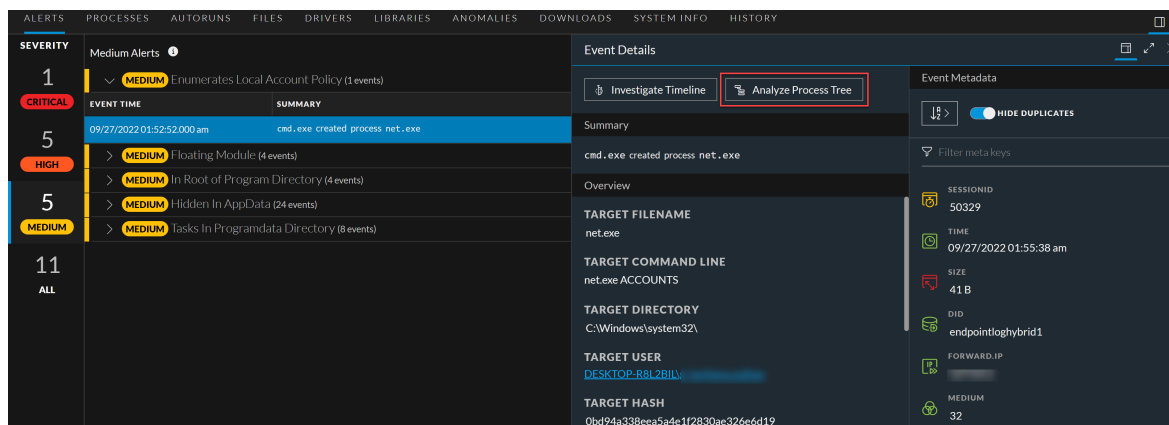 ALERTS PROCESSES AUTORUNS FILES DRIVERS LIBRARIES ANOMALIES DOWNLOADS SYSTEM INFO HISTORY
SEVERITY
1
CRITICAL
5
HIGH
5
MEDIUM
11
ALL
Medium Alerts
MEDIUM Enumerates Local Account Policy (1 events)
EVENT TIME SUMMARY
09/27/2022 01:52:52.000 am cmd.exe created process net.exe
MEDIUM Floating Module (4 events)
MEDIUM In Root of Program Directory (4 events)
MEDIUM Hidden In AppData (24 events)
MEDIUM Tasks In Programdata Directory (8 events)
Event Details
Investigate Timeline Analyze Process Tree
Summary
cmd.exe created process net.exe
Overview
TARGET FILENAME
net.exe
TARGET COMMAND LINE
net.exe ACCOUNTS
TARGET DIRECTORY
C:\Windows\system32\
TARGET USER
DESKTOP-R8L2BIL\
TARGET HASH
0bd94a338eea5a4e1f2830ae326e6d19
Event Metadata
HIDE DUPLICATES
Filter meta keys
SESSIONID
50329
TIME
09/27/2022 01:55:38 am
SIZE
41 B
DID
endpointloghybrid1
FORWARD.IP
MEDIUM
32